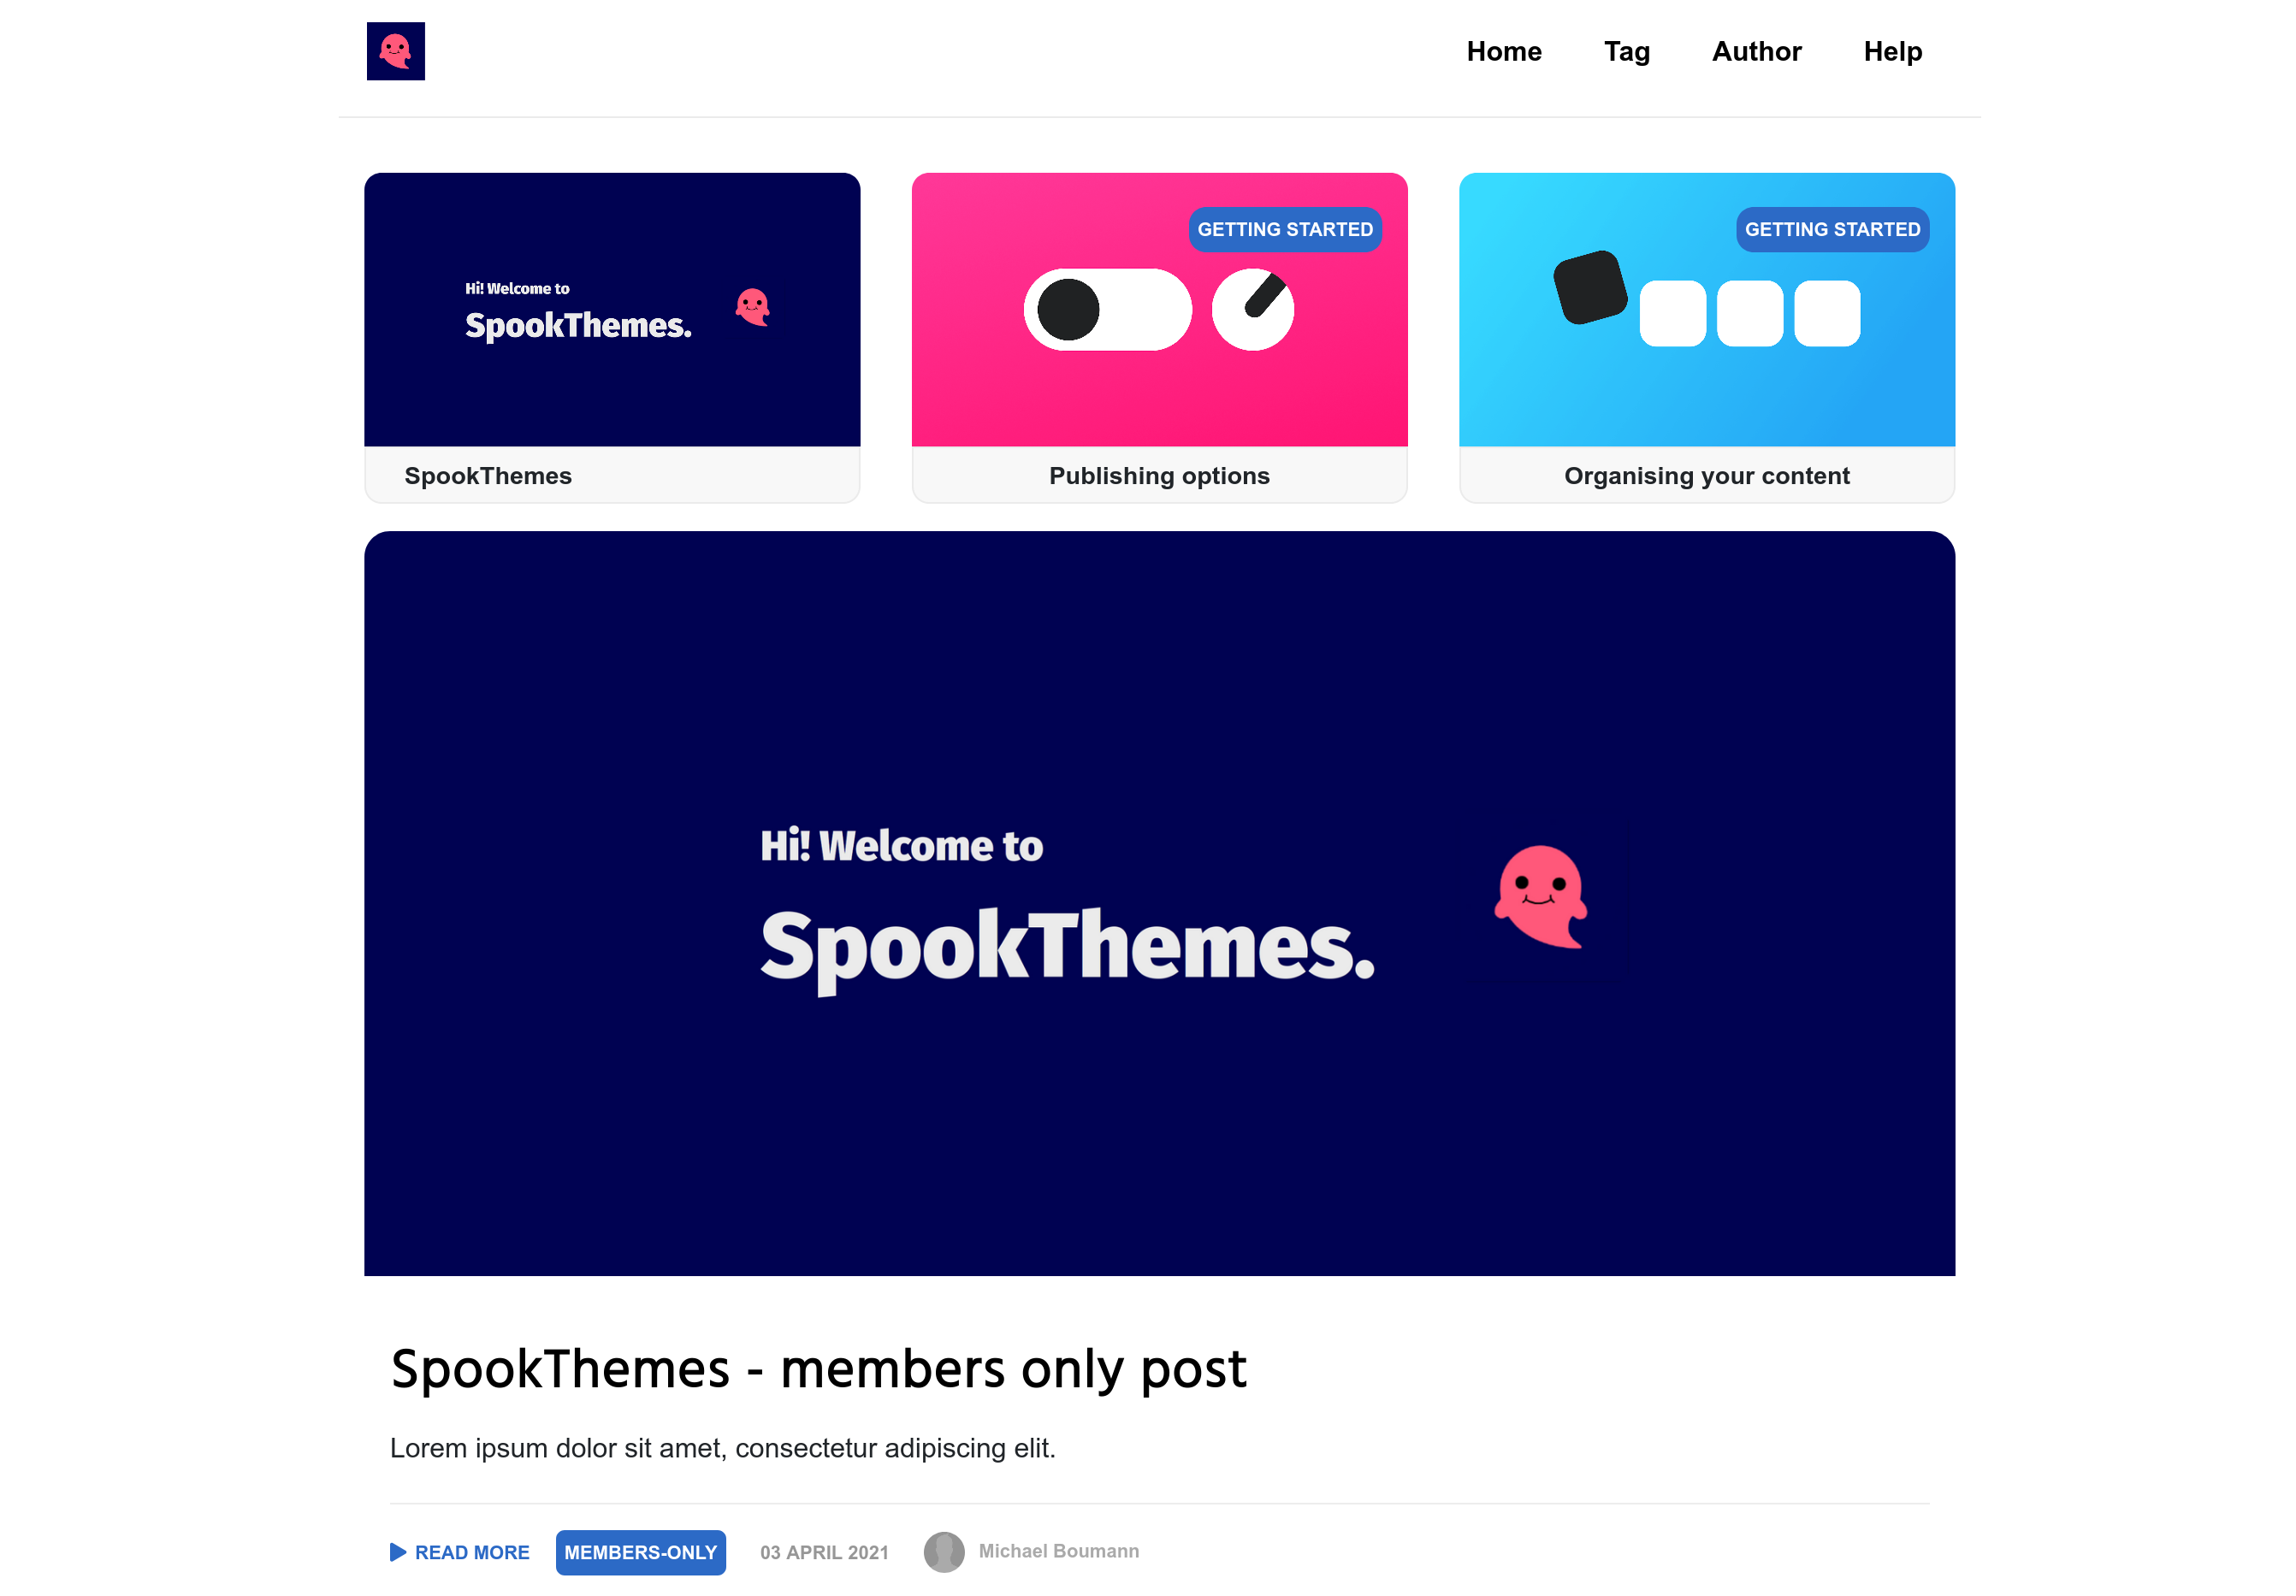 Home Tag Author Help
Hi! Welcome to
SpookThemes.
SpookThemes
GETTING STARTED
Publishing options
GETTING STARTED
Organising your content
Hi! Welcome to
SpookThemes.
SpookThemes - members only post
Lorem ipsum dolor sit amet, consectetur adipiscing elit.
READ MORE MEMBERS-ONLY 03 APRIL 2021 Michael Boumann